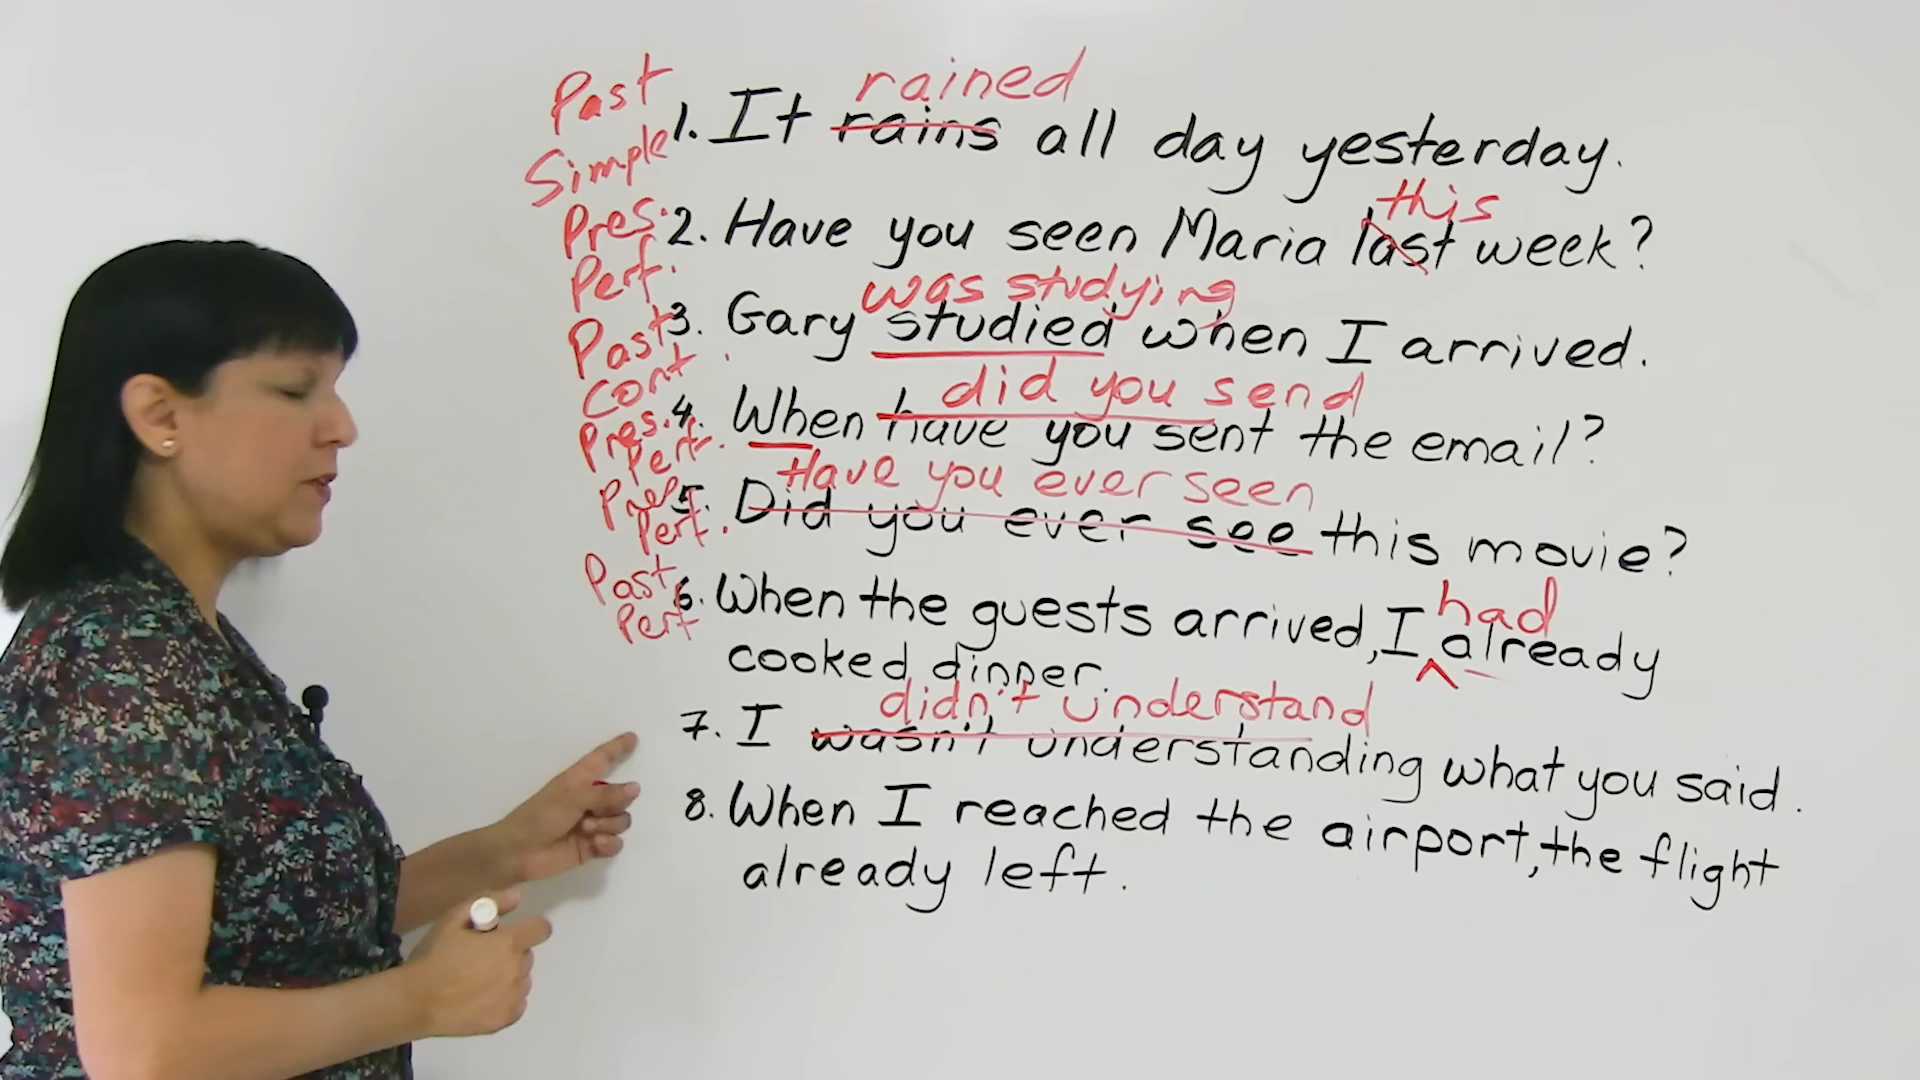 Past
Simple
rained
1. It rains all day yesterday.
Pres.
Perf.
this
2. Have you seen Maria last week?
Past
Cont.
was studying
3. Gary studied when I arrived.
Pres.
Perf.
did you send
4. When have you sent the email?
Pres.
Perf.
Have you ever seen
5. Did you ever see this movie?
Past
Perf
had
6. When the guests arrived, I already
cooked dinner.
didn't understand
7. I wasn't understanding what you said.
8. When I reached the airport, the flight
already left.